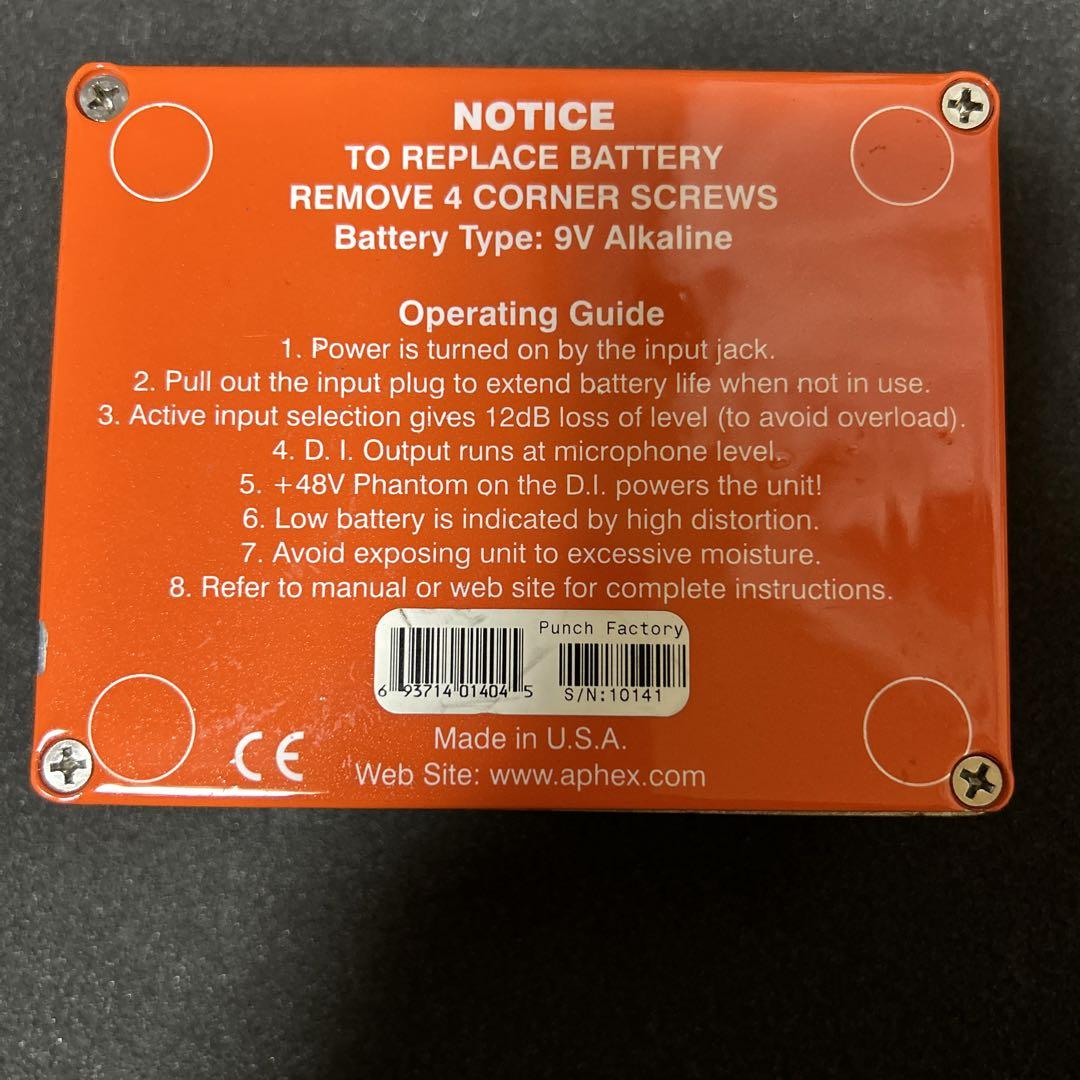 NOTICE
TO REPLACE BATTERY
REMOVE 4 CORNER SCREWS
Battery Type: 9V Alkaline
Operating Guide
1. Power is turned on by the input jack.
2. Pull out the input plug to extend battery life when not in use.
3. Active input selection gives 12dB loss of level (to avoid overload).
4. D. I. Output runs at microphone level.
5. +48V Phantom on the D.I. powers the unit!
6. Low battery is indicated by high distortion.
7. Avoid exposing unit to excessive moisture.
8. Refer to manual or web site for complete instructions.
Punch Factory
6 93714 01404 5
S/N:10141
CE
Made in U.S.A.
Web Site: www.aphex.com